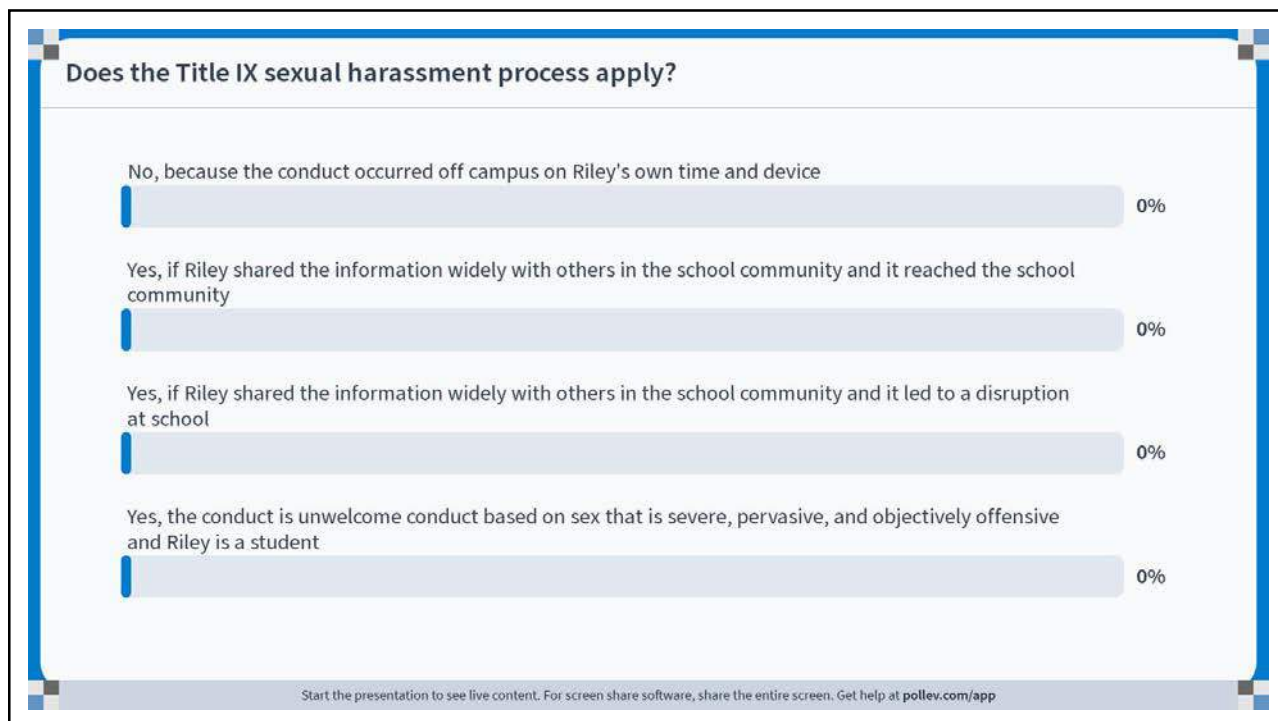 Does the Title IX sexual harassment process apply?
No, because the conduct occurred off campus on Riley's own time and device
0%
Yes, if Riley shared the information widely with others in the school community and it reached the school
community
0%
Yes, if Riley shared the information widely with others in the school community and it led to a disruption
at school
0%
Yes, the conduct is unwelcome conduct based on sex that is severe, pervasive, and objectively offensive
and Riley is a student
0%
Start the presentation to see live content. For screen share software, share the entire screen. Get help at pollev.com/app